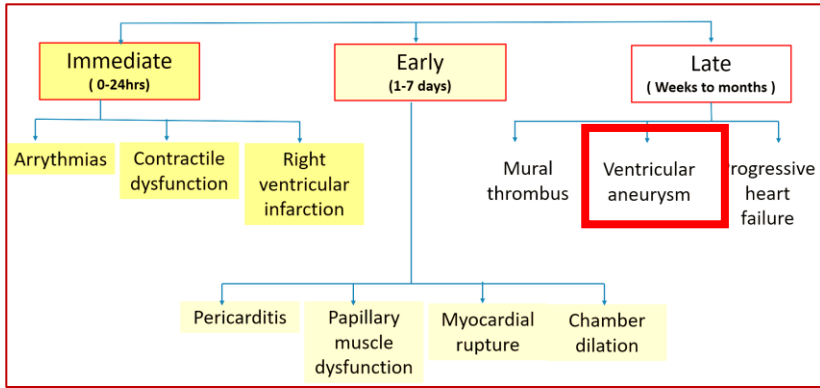 Immediate
( 0-24hrs)
Early
(1-7 days)
Late
( Weeks to months )
Arrythmias
Contractile
dysfunction
Right
ventricular
infarction
Mural
thrombus
Ventricular
aneurysm
Progressive
heart
failure
Pericarditis
Papillary
muscle
dysfunction
Myocardial
rupture
Chamber
dilation